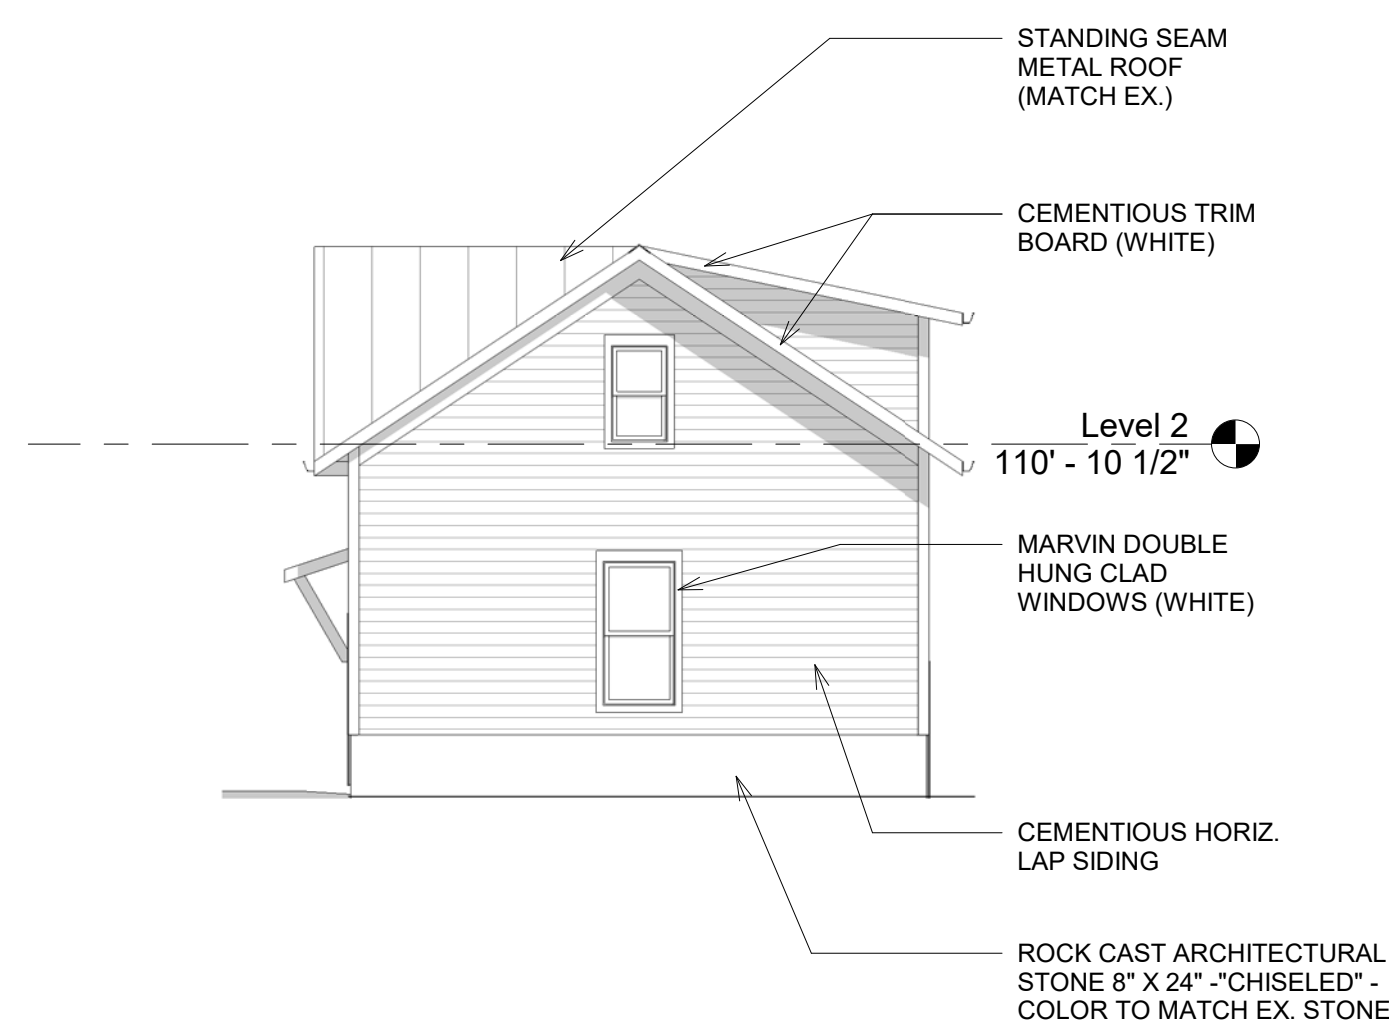 STANDING SEAM
METAL ROOF
(MATCH EX.)
CEMENTIOUS TRIM
BOARD (WHITE)
Level 2
110' - 10 1/2"
MARVIN DOUBLE
HUNG CLAD
WINDOWS (WHITE)
CEMENTIOUS HORIZ.
LAP SIDING
ROCK CAST ARCHITECTURAL
STONE 8" X 24" -"CHISELED" -
COLOR TO MATCH EX. STONE